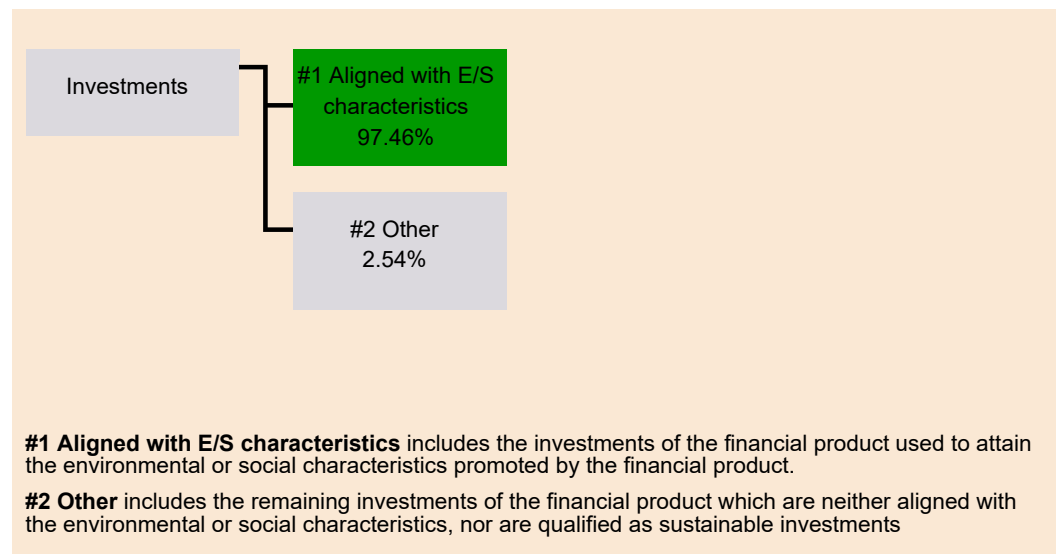 Investments
#1 Aligned with E/S
characteristics
97.46%
#2 Other
2.54%
#1 Aligned with E/S characteristics includes the investments of the financial product used to attain
the environmental or social characteristics promoted by the financial product.
#2 Other includes the remaining investments of the financial product which are neither aligned with
the environmental or social characteristics, nor are qualified as sustainable investments